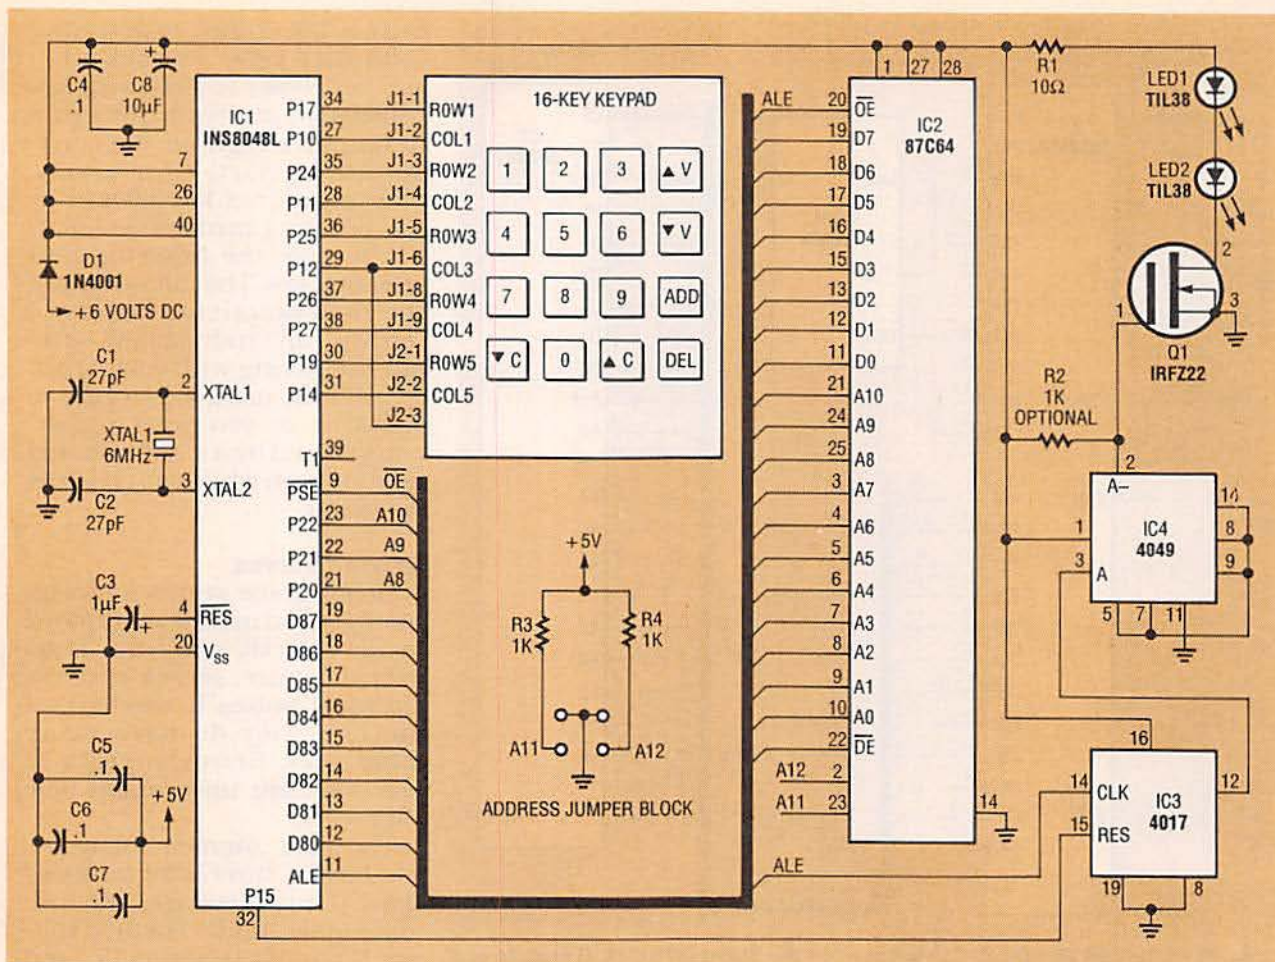 C4
.1
C8
10µF
+
IC1
INS8048L
7
26
40
D1
1N4001
+6 VOLTS DC
C1
27pF
2
XTAL1
XTAL1
6MHz
3
XTAL2
C2
27pF
C3
1µF
+
4
RES
20
VSS
C5
.1
C6
.1
+5V
C7
.1
P17 34 J1-1 ROW1
P10 27 J1-2 COL1
P24 35 J1-3 ROW2
P11 28 J1-4 COL2
P25 36 J1-5 ROW3
P12 29 J1-6 COL3
P26 37 J1-8 ROW4
P27 38 J1-9 COL4
P19 30 J2-1 ROW5
P14 31 J2-2 COL5
J2-3
T1 39
PSE 9 OE
P22 23 A10
P21 22 A9
P20 21 A8
D87 19
D86 18
D85 17
D84 16
D83 15
D82 14
D81 13
D80 12
ALE 11
P15
32
16-KEY KEYPAD
1 2 3 ▲ V
4 5 6 ▼ V
7 8 9 ADD
▼ C 0 ▲ C DEL
+5V
R3
1K
R4
1K
A11
A12
ADDRESS JUMPER BLOCK
1 27 28
IC2
87C64
ALE 20 OE
19 D7
18 D6
17 D5
16 D4
15 D3
13 D2
12 D1
11 D0
21 A10
24 A9
25 A8
3 A7
4 A6
5 A5
6 A4
7 A3
8 A2
9 A1
10 A0
22 DE
A12 2
A11 23
14
ALE
R1
10Ω
LED1
TIL38
LED2
TIL38
2
1
3
Q1
IRFZ22
R2
1K
OPTIONAL
2
A–
14
1
IC4
4049
8
3
A
9
5 7 11
16
14 CLK
IC3
4017
12
15 RES
19 8